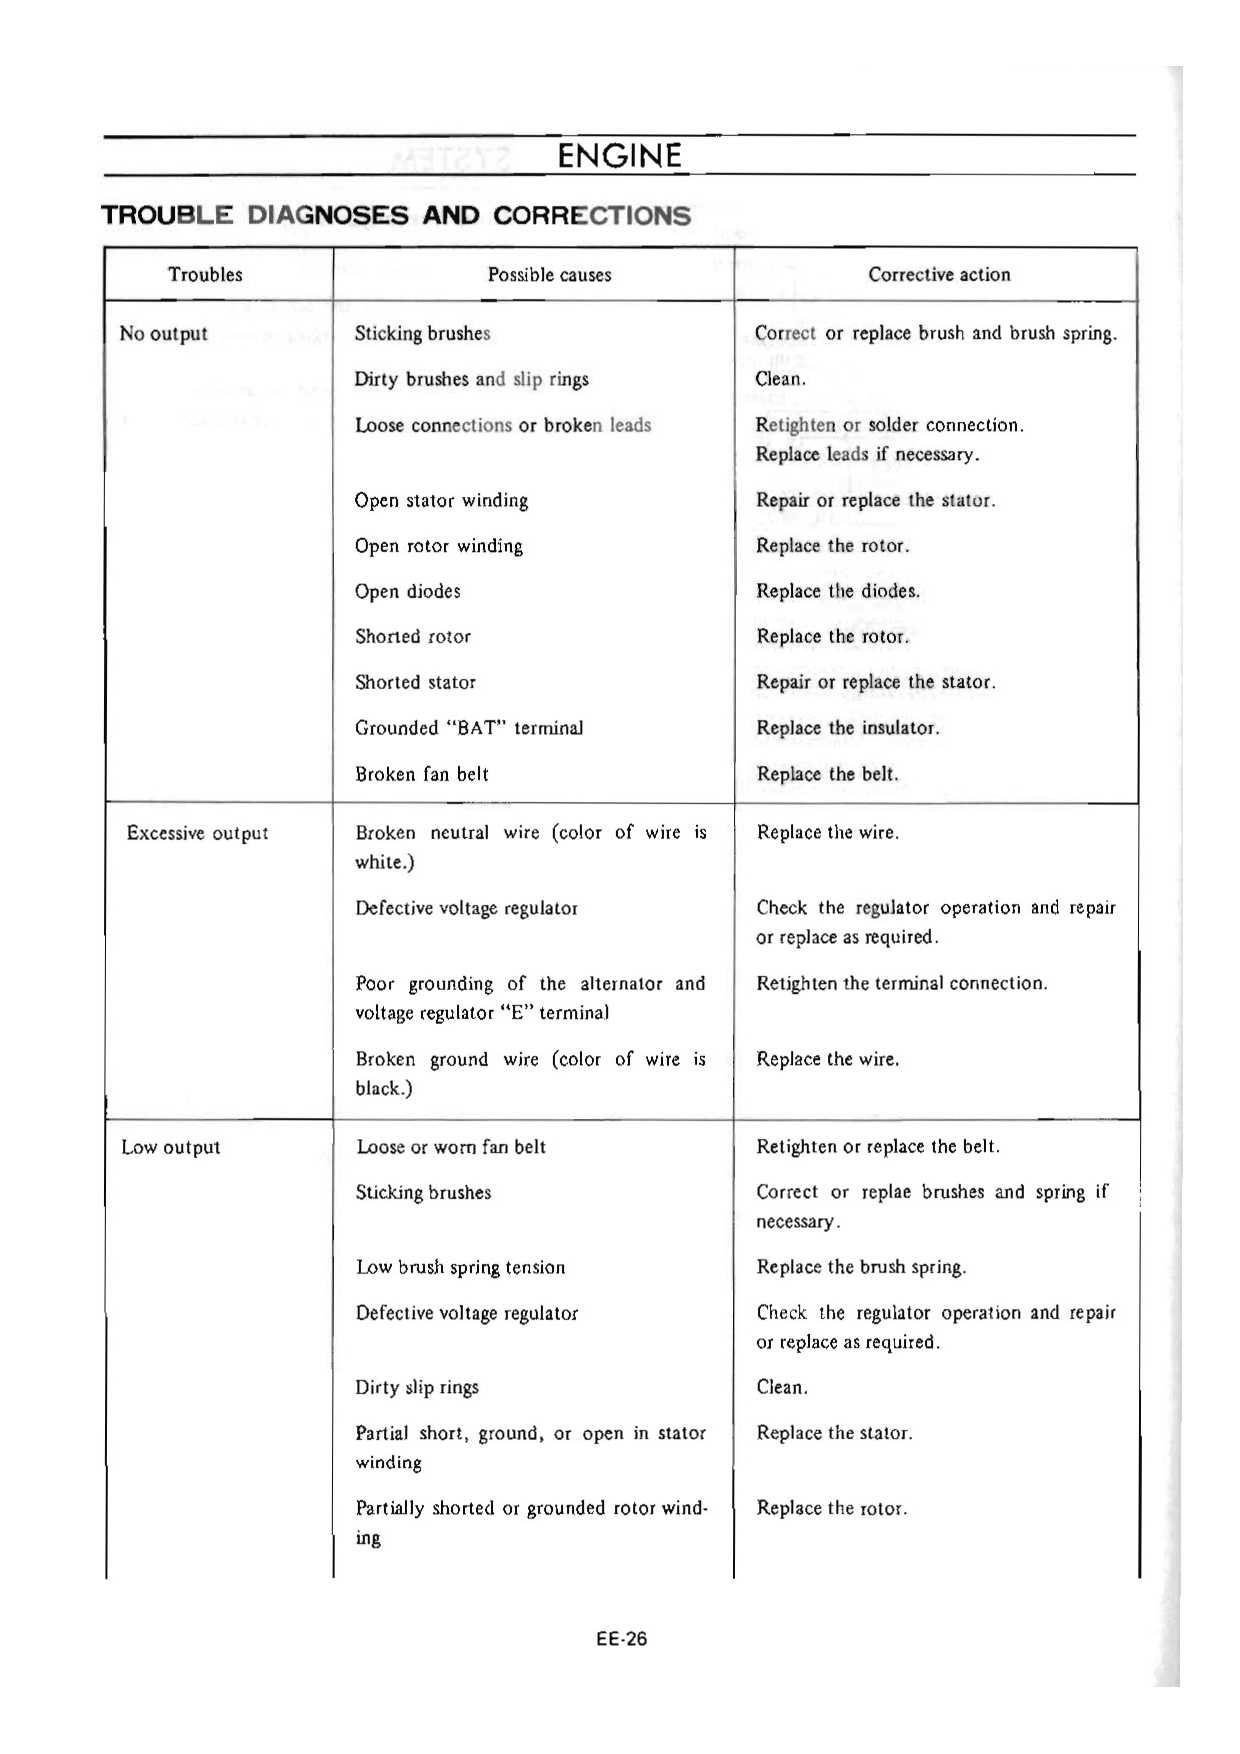 ENGINE
TROUBLE DIAGNOSES AND CORRECTIONS
Troubles Possible causes Corrective action
No output Sticking brushes Correct or replace brush and brush spring.
Dirty brushes and slip rings Clean.
Loose connections or broken leads Retighten or solder connection.
Replace leads if necessary.
Open stator winding Repair or replace the stator.
Open rotor winding Replace the rotor.
Open diodes Replace the diodes.
Shorted rotor Replace the rotor.
Shorted stator Repair or replace the stator.
Grounded “BAT” terminal Replace the insulator.
Broken fan belt Replace the belt.
Excessive output Broken neutral wire (color of wire is Replace the wire.
white.)
Defective voltage regulator Check the regulator operation and repair
or replace as required.
Poor grounding of the alternator and Retighten the terminal connection.
voltage regulator “E” terminal
Broken ground wire (color of wire is Replace the wire.
black.)
Low output Loose or worn fan belt Retighten or replace the belt.
Sticking brushes Correct or replae brushes and spring if
necessary.
Low brush spring tension Replace the brush spring.
Defective voltage regulator Check the regulator operation and repair
or replace as required.
Dirty slip rings Clean.
Partial short, ground, or open in stator Replace the stator.
winding
Partially shorted or grounded rotor wind- Replace the rotor.
ing
EE-26